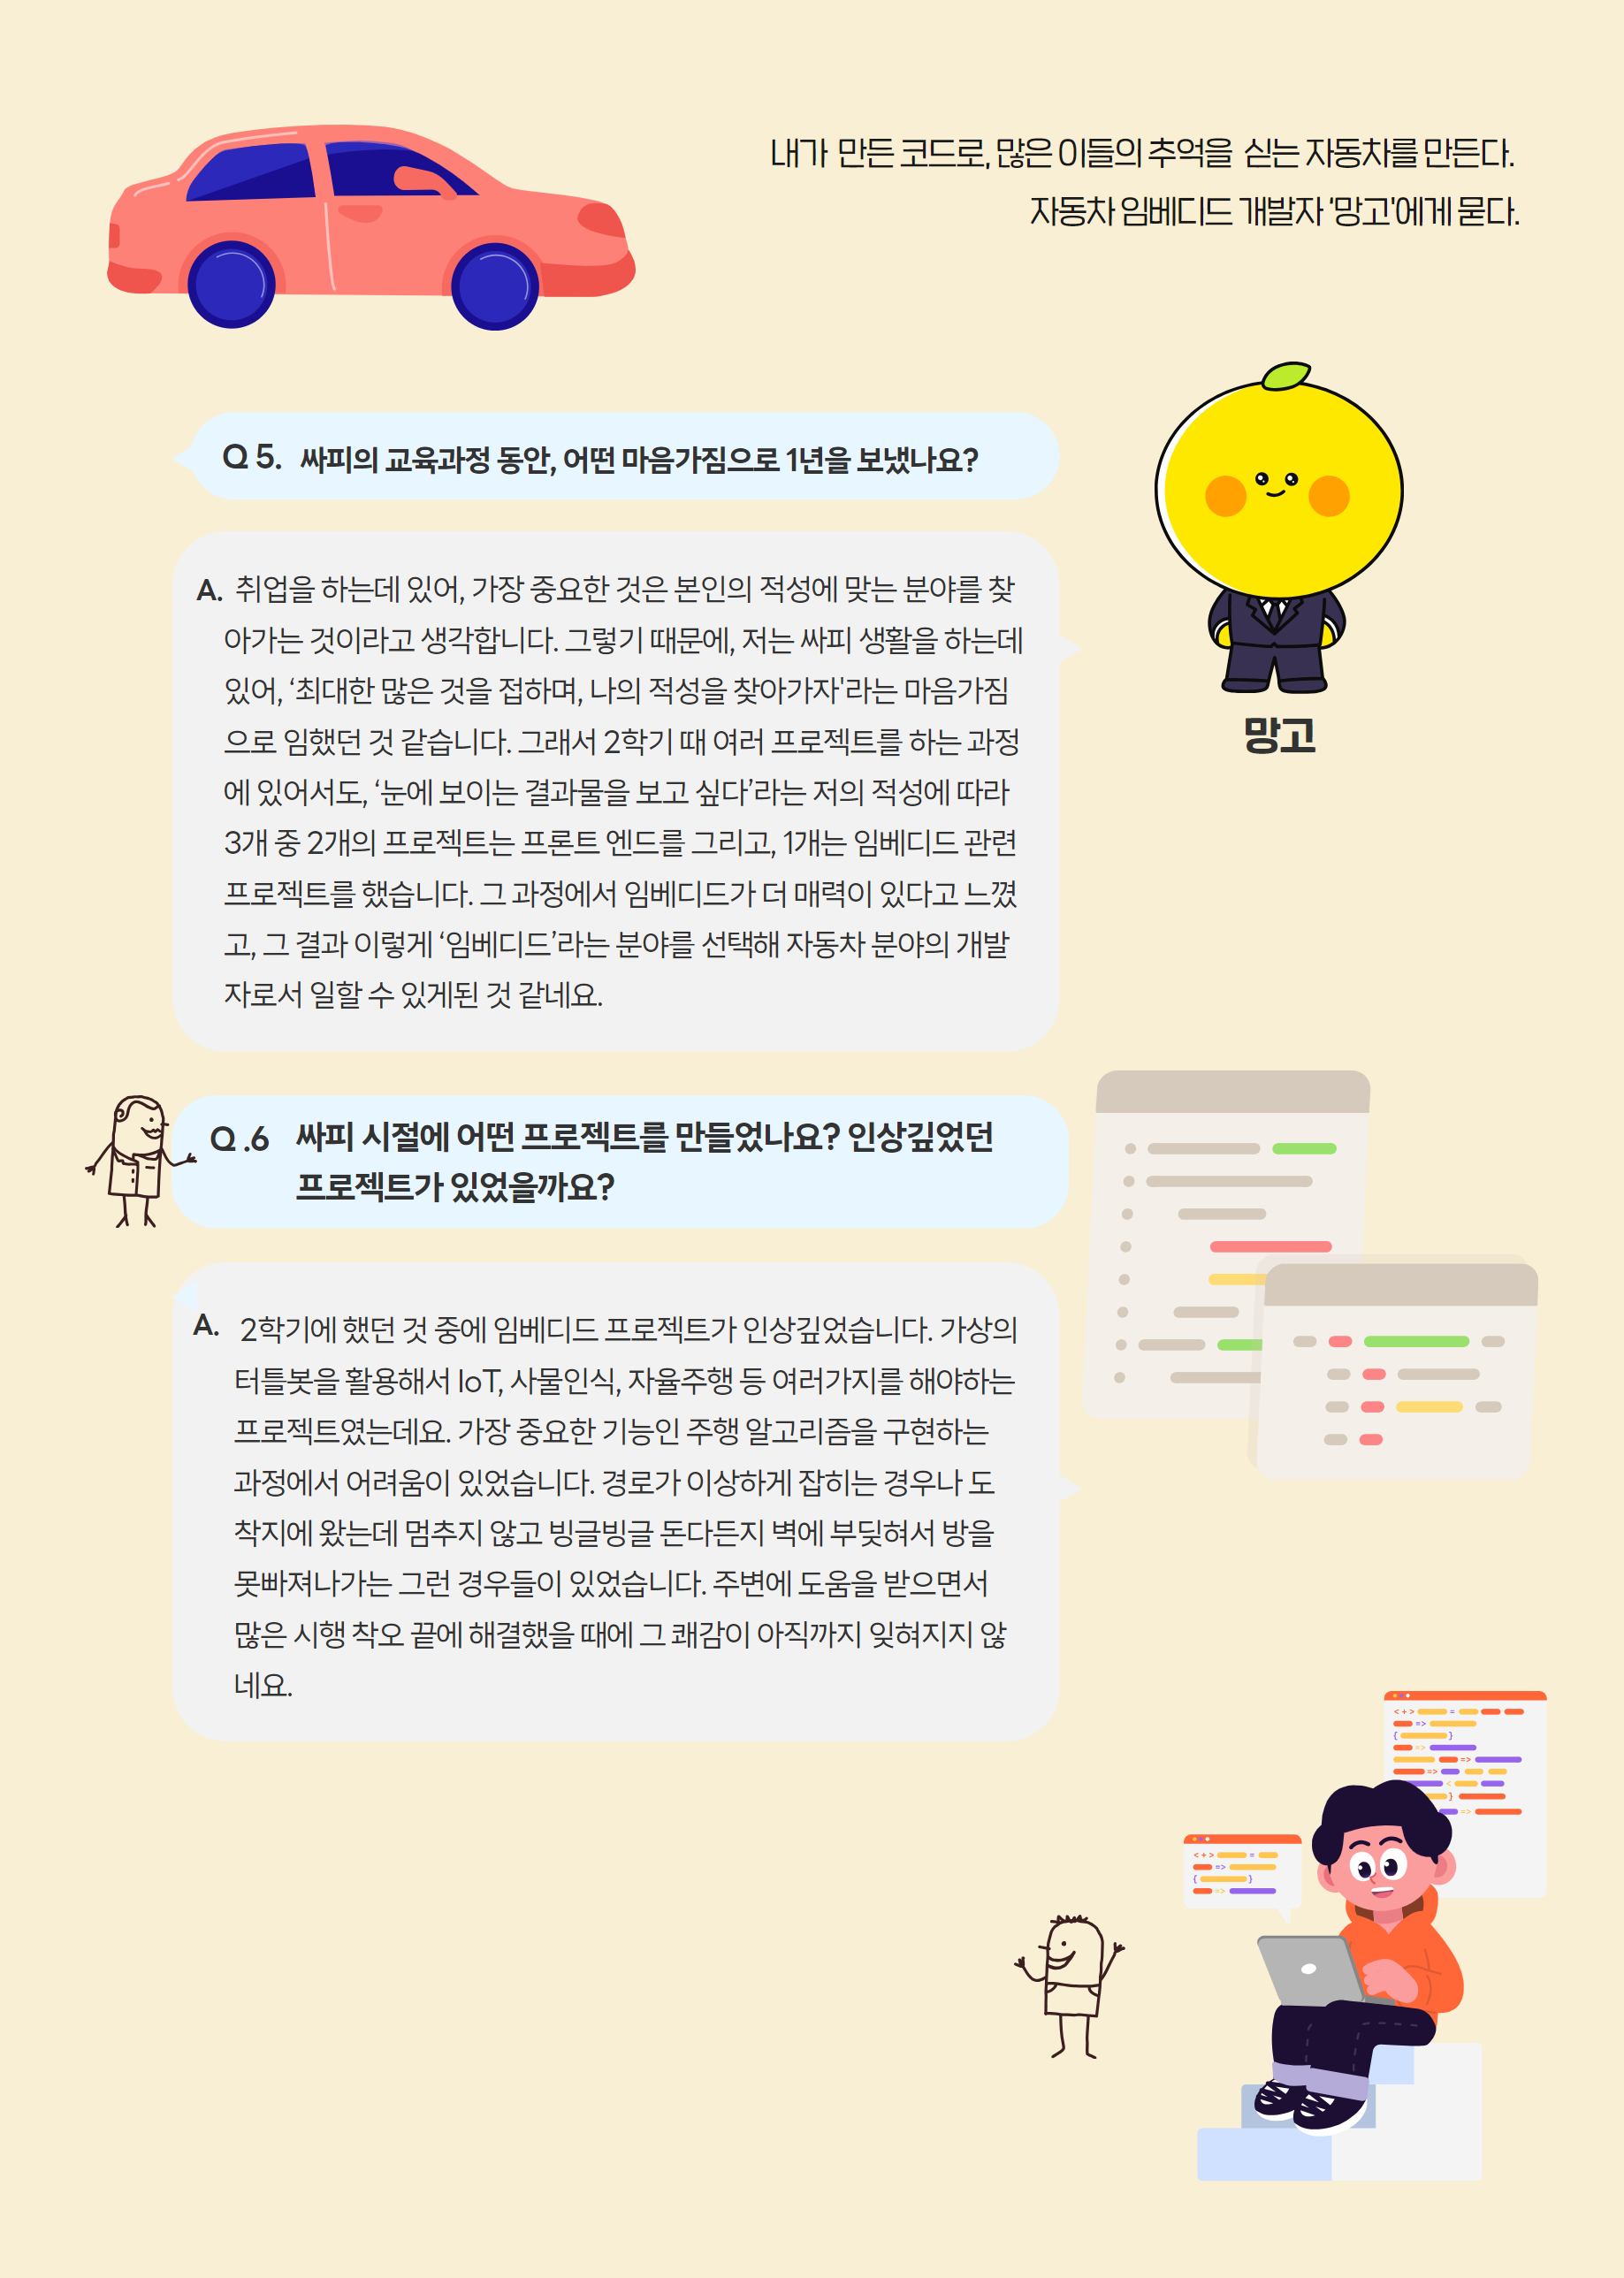 내가 만든 코드로, 많은 이들의 추억을 싣는 자동차를 만든다.
자동차 임베디드 개발자 '망고'에게 묻다.
Q 5. 싸피의 교육과정 동안, 어떤 마음가짐으로 1년을 보냈나요?
A. 취업을 하는데 있어, 가장 중요한 것은 본인의 적성에 맞는 분야를 찾
아가는 것이라고 생각합니다. 그렇기 때문에, 저는 싸피 생활을 하는데
있어, ‘최대한 많은 것을 접하며, 나의 적성을 찾아가자'라는 마음가짐
으로 임했던 것 같습니다. 그래서 2학기 때 여러 프로젝트를 하는 과정
에 있어서도, ‘눈에 보이는 결과물을 보고 싶다’라는 저의 적성에 따라
3개 중 2개의 프로젝트는 프론트 엔드를 그리고, 1개는 임베디드 관련
프로젝트를 했습니다. 그 과정에서 임베디드가 더 매력이 있다고 느꼈
고, 그 결과 이렇게 ‘임베디드’라는 분야를 선택해 자동차 분야의 개발
자로서 일할 수 있게된 것 같네요.
망고
Q .6 싸피 시절에 어떤 프로젝트를 만들었나요? 인상깊었던
프로젝트가 있었을까요?
A. 2학기에 했던 것 중에 임베디드 프로젝트가 인상깊었습니다. 가상의
터틀봇을 활용해서 IoT, 사물인식, 자율주행 등 여러가지를 해야하는
프로젝트였는데요. 가장 중요한 기능인 주행 알고리즘을 구현하는
과정에서 어려움이 있었습니다. 경로가 이상하게 잡히는 경우나 도
착지에 왔는데 멈추지 않고 빙글빙글 돈다든지 벽에 부딪혀서 방을
못빠져나가는 그런 경우들이 있었습니다. 주변에 도움을 받으면서
많은 시행 착오 끝에 해결했을 때에 그 쾌감이 아직까지 잊혀지지 않
네요.